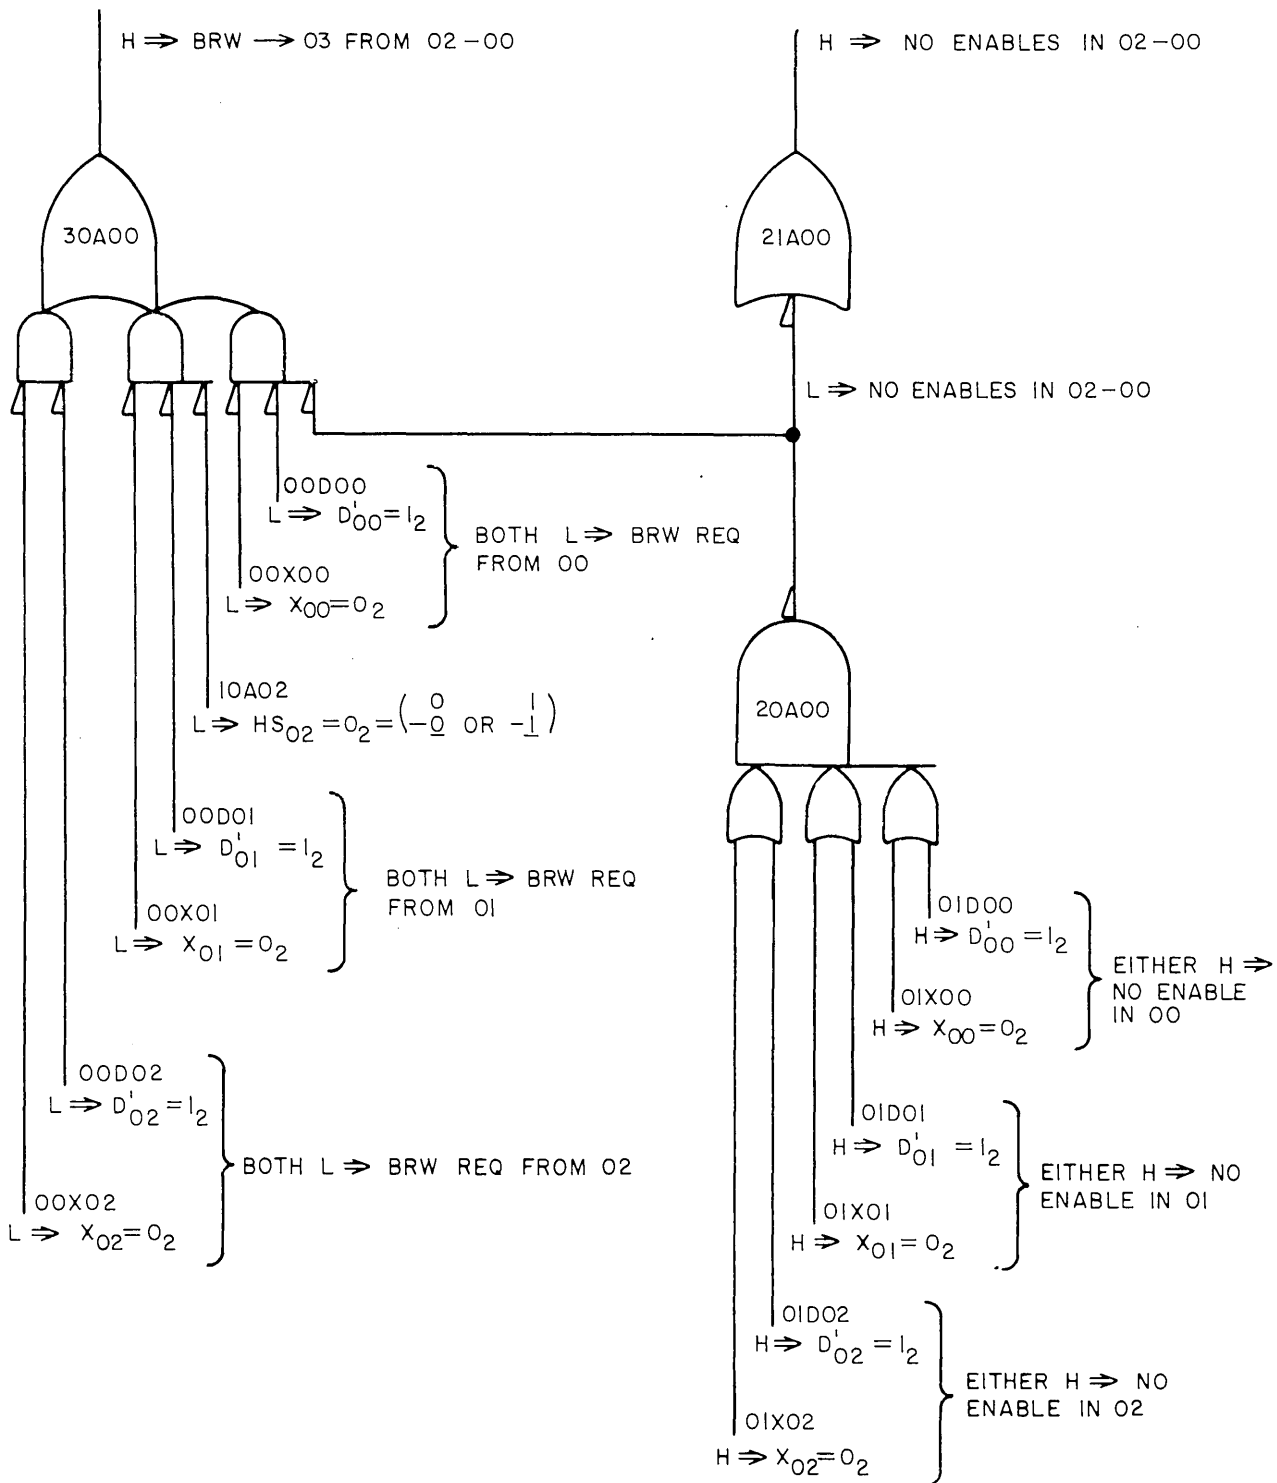 H ⇒ BRW → 03 FROM 02-00
30A00
00D00
L ⇒ D'00 = 1₂
BOTH L ⇒ BRW REQ
FROM 00
00X00
L ⇒ X00 = 0₂
10A02
L ⇒ HS02 = 0₂ = (0 -0 OR 1 -1)
00D01
L ⇒ D'01 = 1₂
BOTH L ⇒ BRW REQ
FROM 01
00X01
L ⇒ X01 = 0₂
00D02
L ⇒ D'02 = 1₂
BOTH L ⇒ BRW REQ FROM 02
00X02
L ⇒ X02 = 0₂
H ⇒ NO ENABLES IN 02-00
21A00
L ⇒ NO ENABLES IN 02-00
20A00
01D00
H ⇒ D'00 = 1₂
EITHER H ⇒
NO ENABLE
IN 00
01X00
H ⇒ X00 = 0₂
01D01
H ⇒ D'01 = 1₂
EITHER H ⇒ NO
ENABLE IN 01
01X01
H ⇒ X01 = 0₂
01D02
H ⇒ D'02 = 1₂
EITHER H ⇒ NO
ENABLE IN 02
01X02
H ⇒ X02 = 0₂